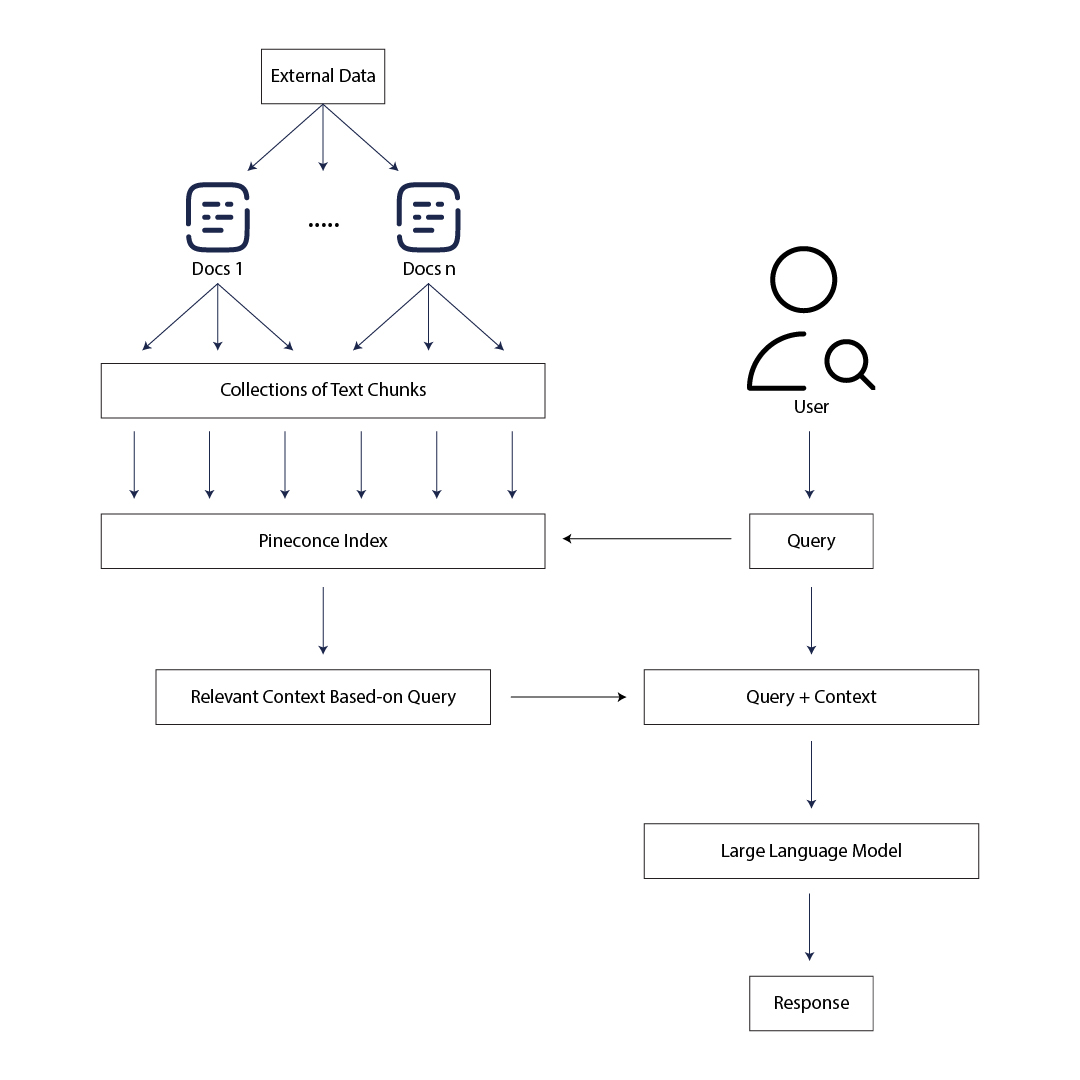 External Data
.....
Docs 1
Docs n
Collections of Text Chunks
User
Pineconce Index
Query
Relevant Context Based-on Query
Query + Context
Large Language Model
Response